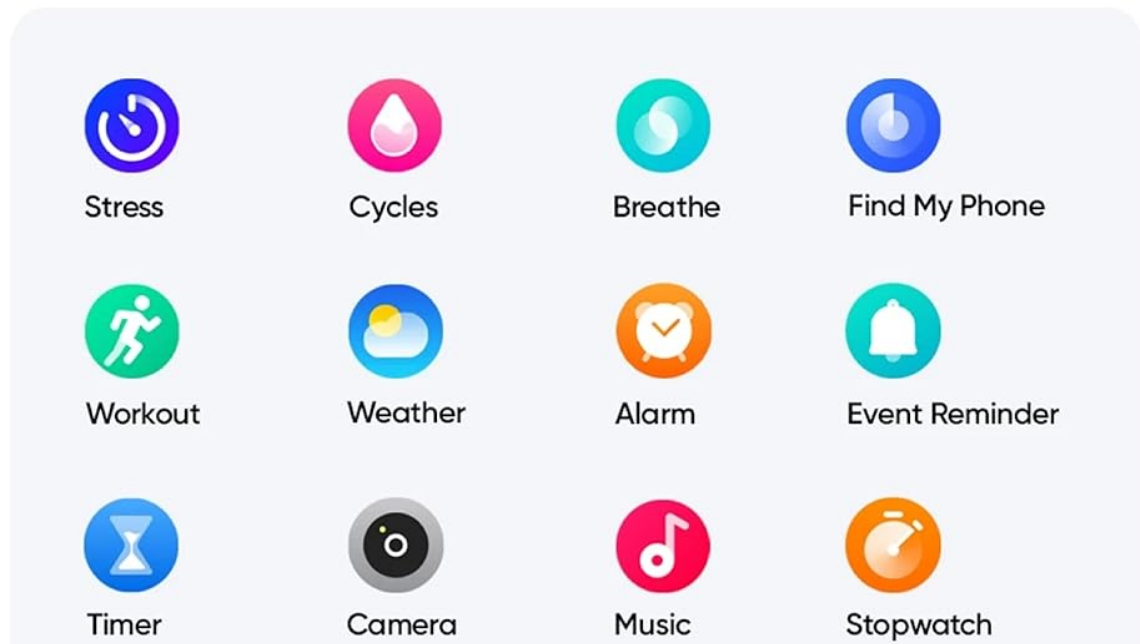 Stress
Cycles
Breathe
Find My Phone
Workout
Weather
Alarm
Event Reminder
Timer
Camera
Music
Stopwatch